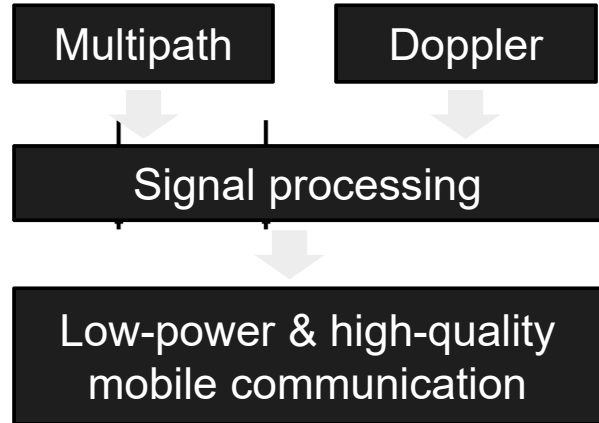 Multipath
Doppler
Signal processing
Low-power & high-quality
mobile communication